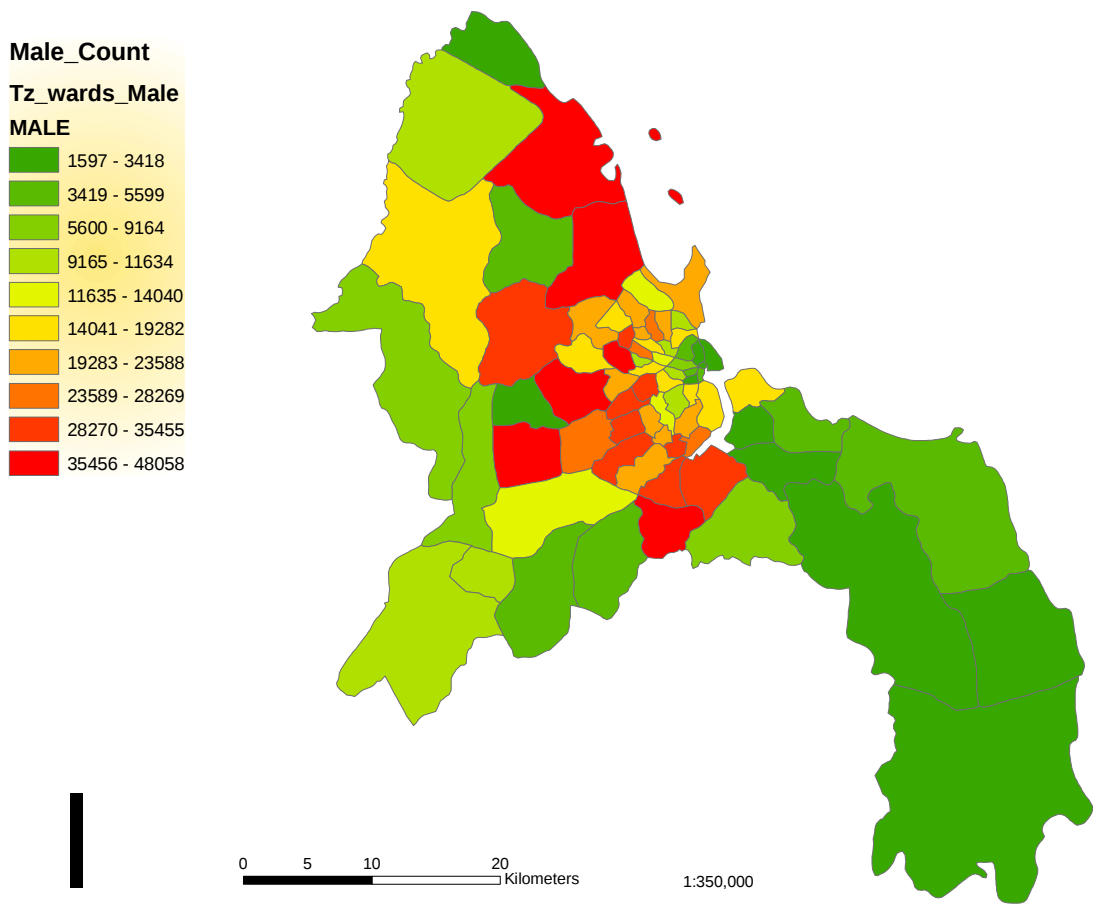 Male_Count
Tz_wards_Male
MALE
1597 - 3418
3419 - 5599
5600 - 9164
9165 - 11634
11635 - 14040
14041 - 19282
19283 - 23588
23589 - 28269
28270 - 35455
35456 - 48058
0 5 10 20
Kilometers
1:350,000